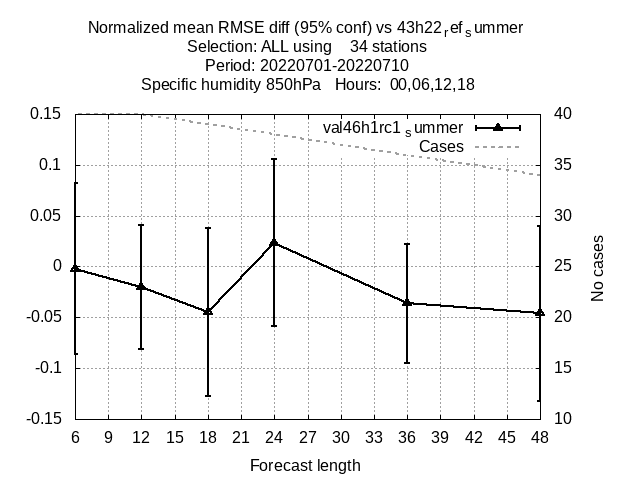 Normalized mean RMSE diff (95% conf) vs 43h22refsummer
Selection: ALL using    34 stations
Period: 20220701-20220710
Specific humidity 850hPa   Hours:  00,06,12,18
val46h1rc1summer
Cases
0.15
0.1
0.05
0
-0.05
-0.1
-0.15
40
35
30
25
20
15
10
No cases
6 9 12 15 18 21 24 27 30 33 36 39 42 45 48
Forecast length